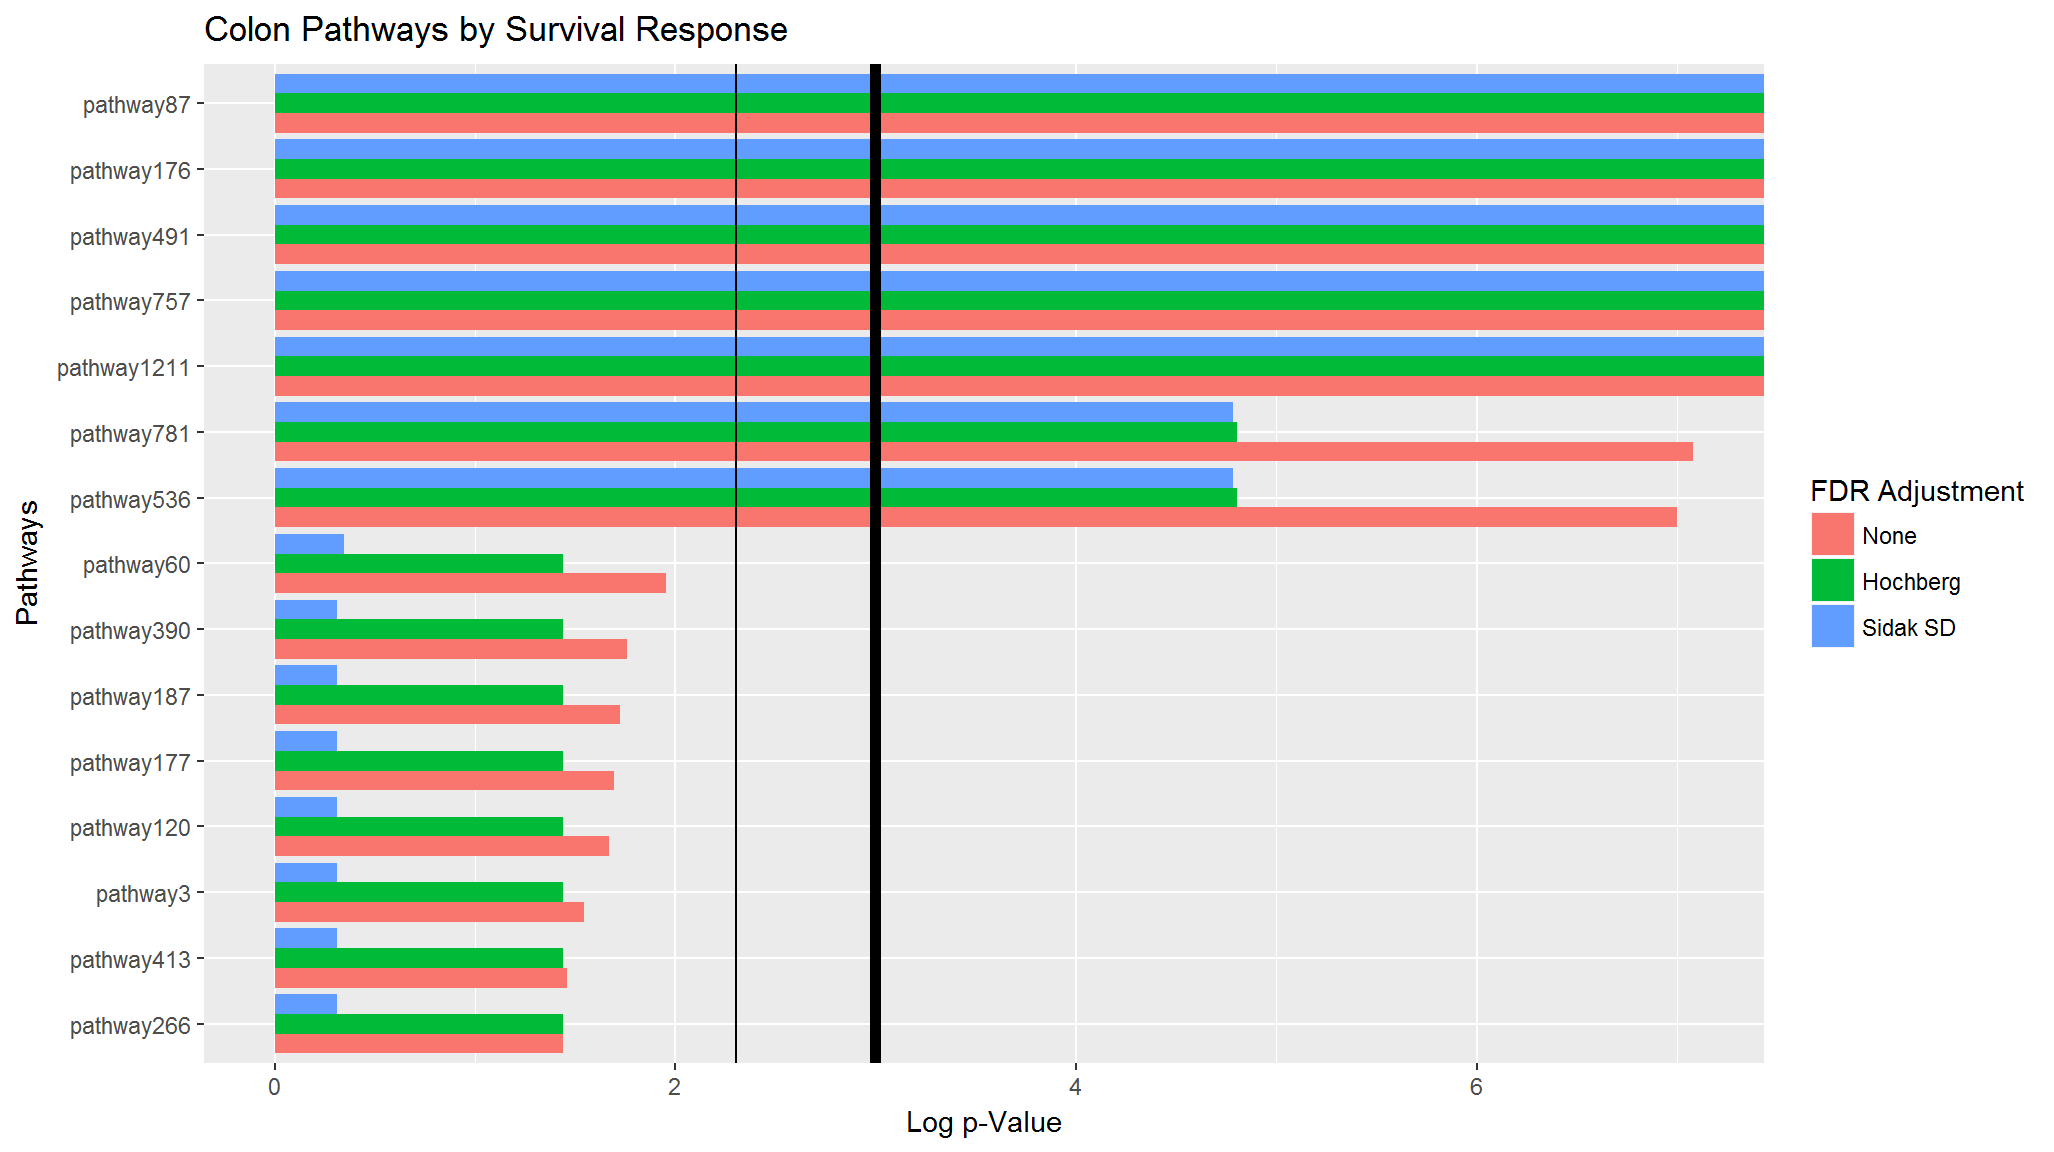 Colon Pathways by Survival Response
Pathways
pathway87
pathway176
pathway491
pathway757
pathway1211
pathway781
pathway536
pathway60
pathway390
pathway187
pathway177
pathway120
pathway3
pathway413
pathway266
0 2 4 6
Log p-Value
FDR Adjustment
None
Hochberg
Sidak SD